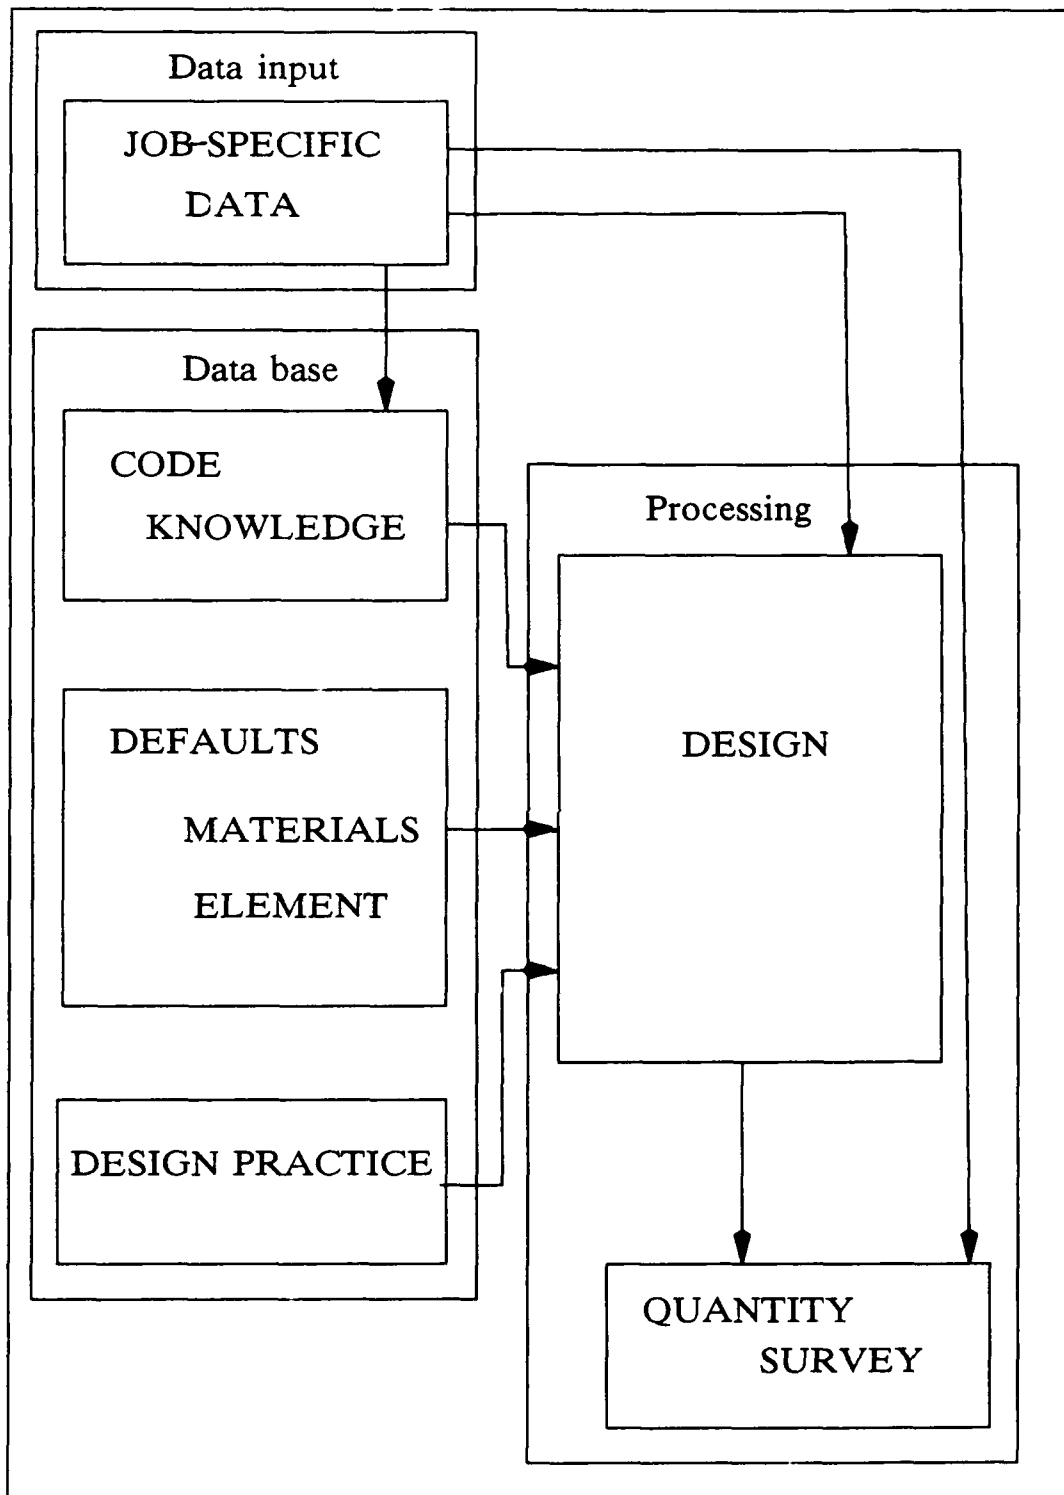 Data input
JOB-SPECIFIC
DATA
Data base
CODE
KNOWLEDGE
DEFAULTS
MATERIALS
ELEMENT
DESIGN PRACTICE
Processing
DESIGN
QUANTITY
SURVEY